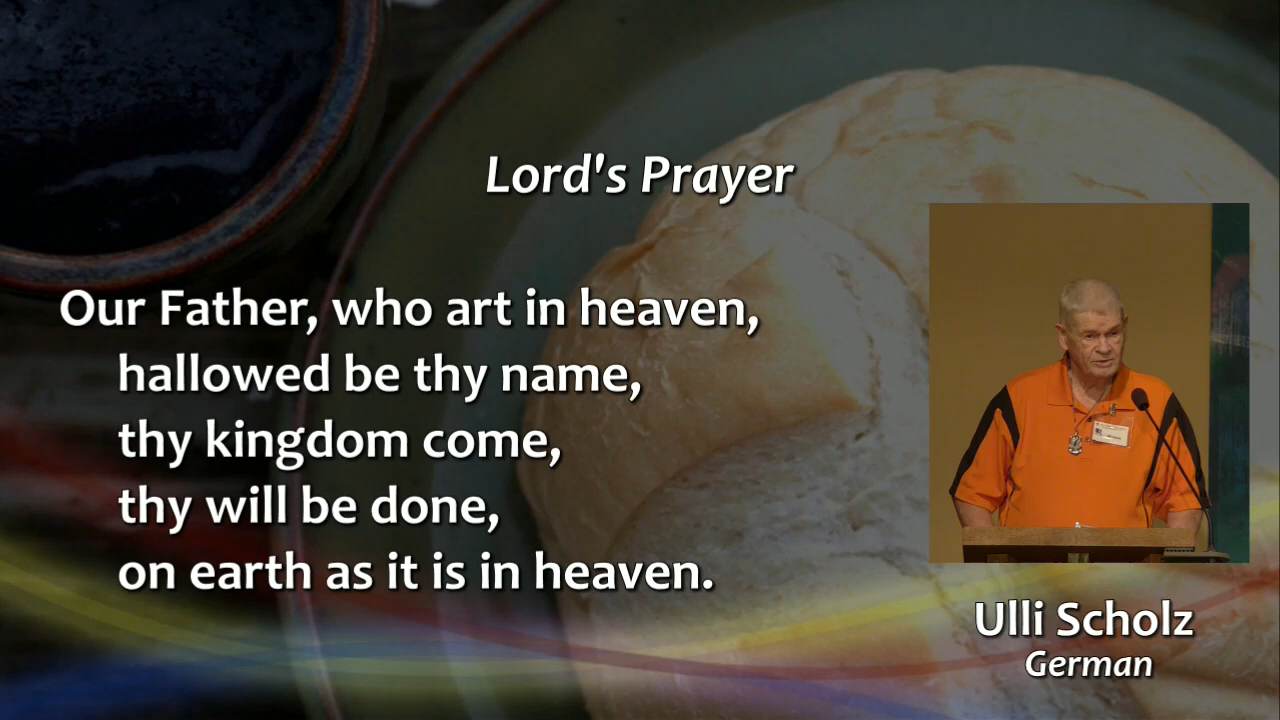 Lord's Prayer
Our Father, who art in heaven,
hallowed be thy name,
thy kingdom come,
thy will be done,
on earth as it is in heaven.
Ulli Scholz
German